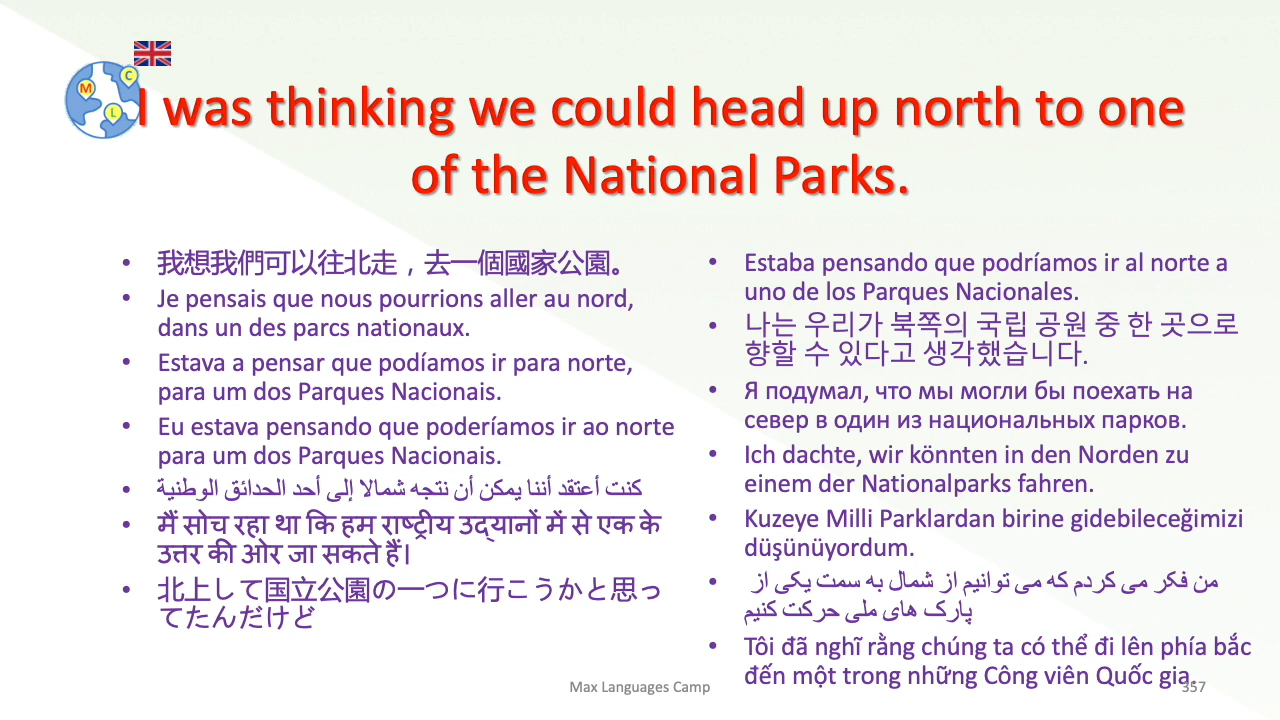 M
C
L
I was thinking we could head up north to one
of the National Parks.
• 我想我們可以往北走，去一個國家公園。
• Je pensais que nous pourrions aller au nord,
dans un des parcs nationaux.
• Estava a pensar que podíamos ir para norte,
para um dos Parques Nacionais.
• Eu estava pensando que poderíamos ir ao norte
para um dos Parques Nacionais.
• كنت أعتقد أننا يمكن أن نتجه شمالا إلى أحد الحدائق الوطنية
• मैं सोच रहा था कि हम राष्ट्रीय उद्यानों में से एक के
उत्तर की ओर जा सकते हैं।
• 北上して国立公園の一つに行こうかと思っ
てたんだけど
• Estaba pensando que podríamos ir al norte a
uno de los Parques Nacionales.
• 나는 우리가 북쪽의 국립 공원 중 한 곳으로
향할 수 있다고 생각했습니다.
• Я подумал, что мы могли бы поехать на
север в один из национальных парков.
• Ich dachte, wir könnten in den Norden zu
einem der Nationalparks fahren.
• Kuzeye Milli Parklardan birine gidebileceğimizi
düşünüyordum.
• من فکر می کردم که می توانیم از شمال به سمت یکی از
پارک های ملی حرکت کنیم
• Tôi đã nghĩ rằng chúng ta có thể đi lên phía bắc
đến một trong những Công viên Quốc gia.
Max Languages Camp
357